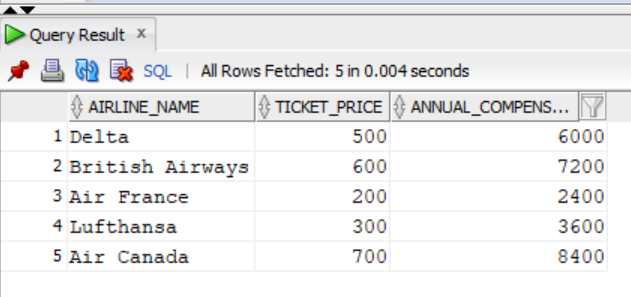 Query Result x
SQL | All Rows Fetched: 5 in 0.004 seconds
AIRLINE_NAME TICKET_PRICE ANNUAL_COMPENS...
1 Delta 500 6000
2 British Airways 600 7200
3 Air France 200 2400
4 Lufthansa 300 3600
5 Air Canada 700 8400